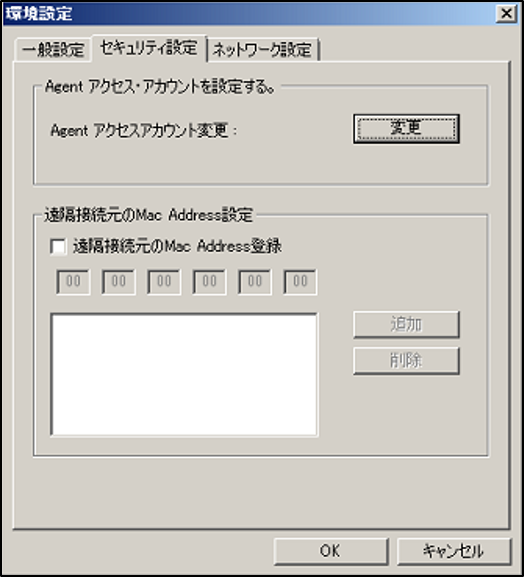 環境設定
一般設定 セキュリティ設定 ネットワーク設定
Agent アクセス・アカウントを設定する。
Agent アクセスアカウント変更： 変更
遠隔接続元のMac Address設定
遠隔接続元のMac Address登録
00 00 00 00 00 00
追加
削除
OK キャンセル